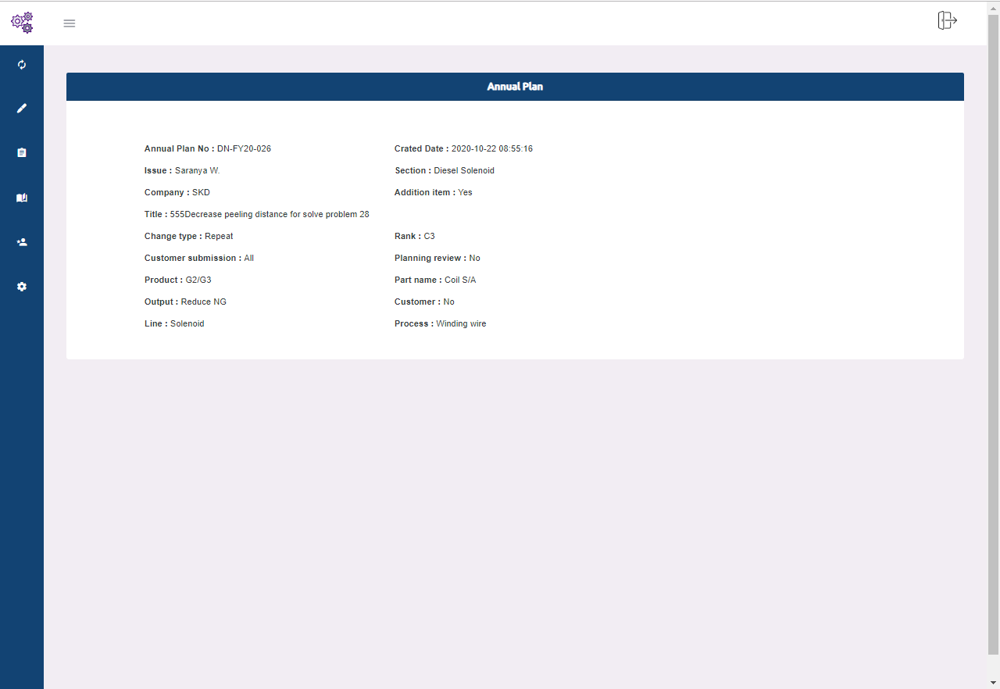 Annual Plan
Annual Plan No : DN-FY20-026 Crated Date : 2020-10-22 08:55:16
Issue : Saranya W. Section : Diesel Solenoid
Company : SKD Addition item : Yes
Title : 555Decrease peeling distance for solve problem 28
Change type : Repeat Rank : C3
Customer submission : All Planning review : No
Product : G2/G3 Part name : Coil S/A
Output : Reduce NG Customer : No
Line : Solenoid Process : Winding wire